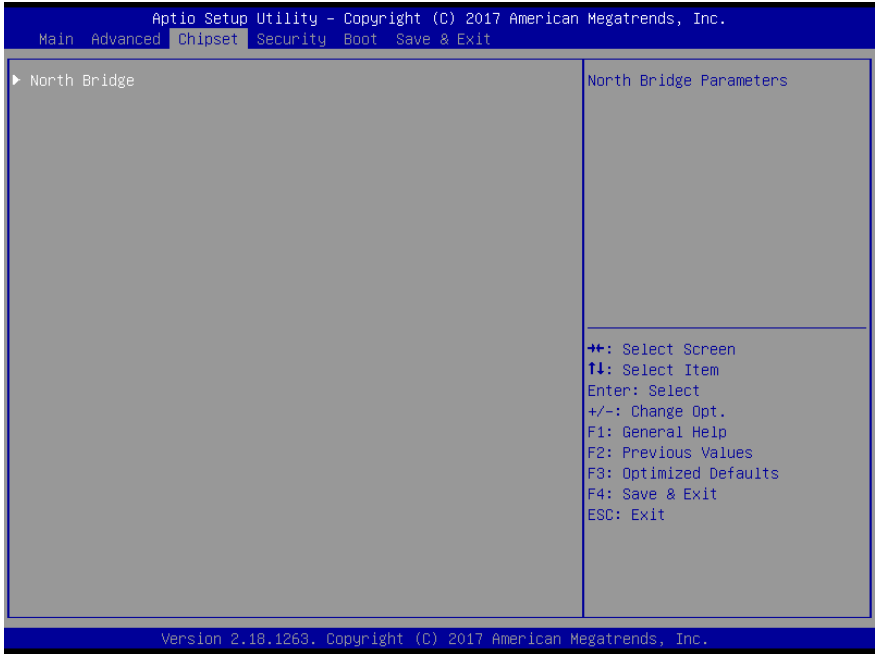 Aptio Setup Utility – Copyright (C) 2017 American Megatrends, Inc.
Main Advanced Chipset Security Boot Save & Exit
▶ North Bridge
North Bridge Parameters
→←: Select Screen
↑↓: Select Item
Enter: Select
+/-: Change Opt.
F1: General Help
F2: Previous Values
F3: Optimized Defaults
F4: Save & Exit
ESC: Exit
Version 2.18.1263. Copyright (C) 2017 American Megatrends, Inc.